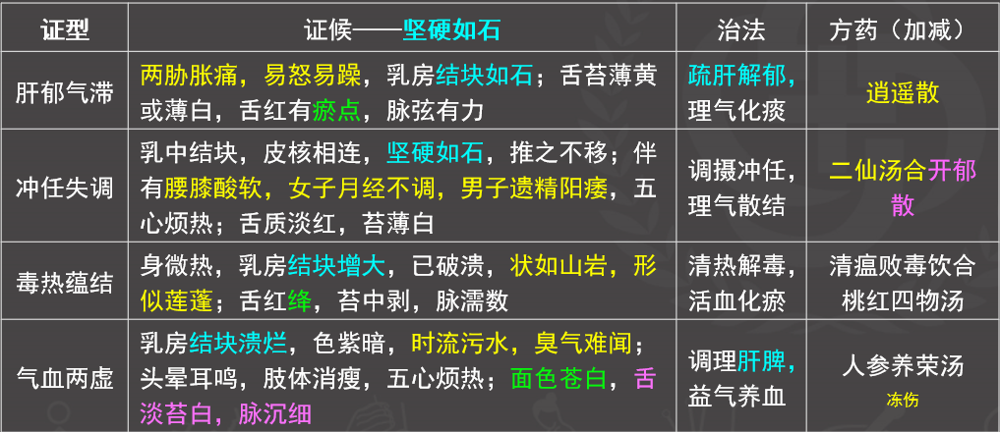 证型 证候——坚硬如石 治法 方药（加减）
肝郁气滞
两胁胀痛，易怒易躁，乳房结块如石；舌苔薄黄
或薄白，舌红有瘀点，脉弦有力
疏肝解郁，
理气化痰
逍遥散
冲任失调
乳中结块，皮核相连，坚硬如石，推之不移；伴
有腰膝酸软，女子月经不调，男子遗精阳痿，五
心烦热；舌质淡红，苔薄白
调摄冲任，
理气散结
二仙汤合开郁
散
毒热蕴结
身微热，乳房结块增大，已破溃，状如山岩，形
似莲蓬；舌红绛，苔中剥，脉濡数
清热解毒，
活血化瘀
清瘟败毒饮合
桃红四物汤
气血两虚
乳房结块溃烂，色紫暗，时流污水，臭气难闻；
头晕耳鸣，肢体消瘦，五心烦热；面色苍白，舌
淡苔白，脉沉细
调理肝脾，
益气养血
人参养荣汤
冻伤